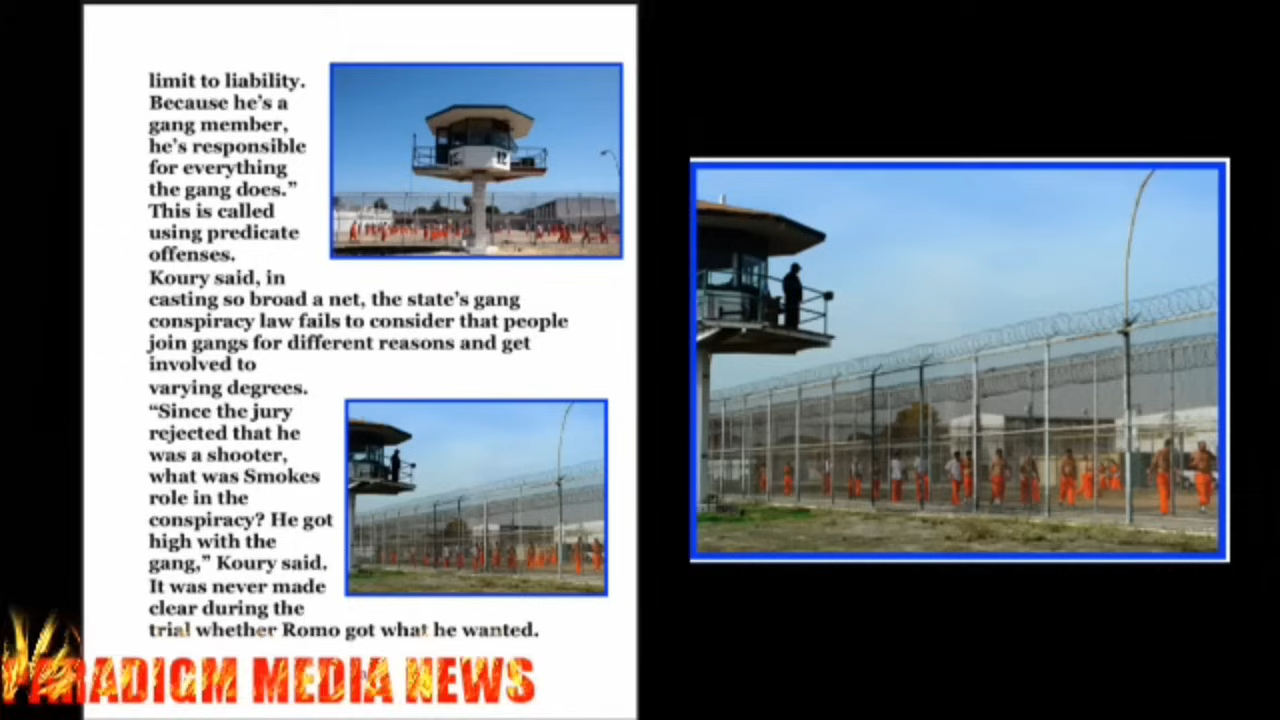 limit to liability.
Because he's a
gang member,
he's responsible
for everything
the gang does."
This is called
using predicate
offenses.
Koury said, in
casting so broad a net, the state's gang
conspiracy law fails to consider that people
join gangs for different reasons and get
involved to
varying degrees.
"Since the jury
rejected that he
was a shooter,
what was Smokes
role in the
conspiracy? He got
high with the
gang," Koury said.
It was never made
clear during the
trial whether Romo got what he wanted.
PARADIGM MEDIA NEWS